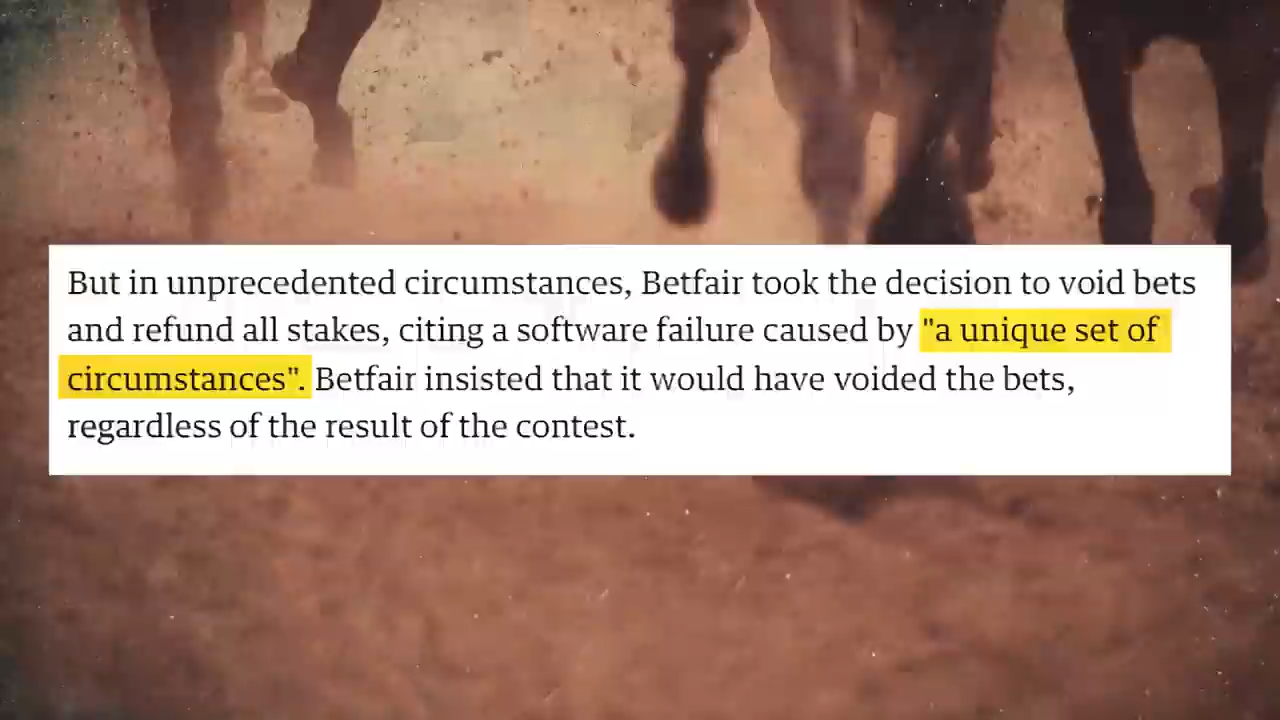 But in unprecedented circumstances, Betfair took the decision to void bets
and refund all stakes, citing a software failure caused by "a unique set of
circumstances". Betfair insisted that it would have voided the bets,
regardless of the result of the contest.